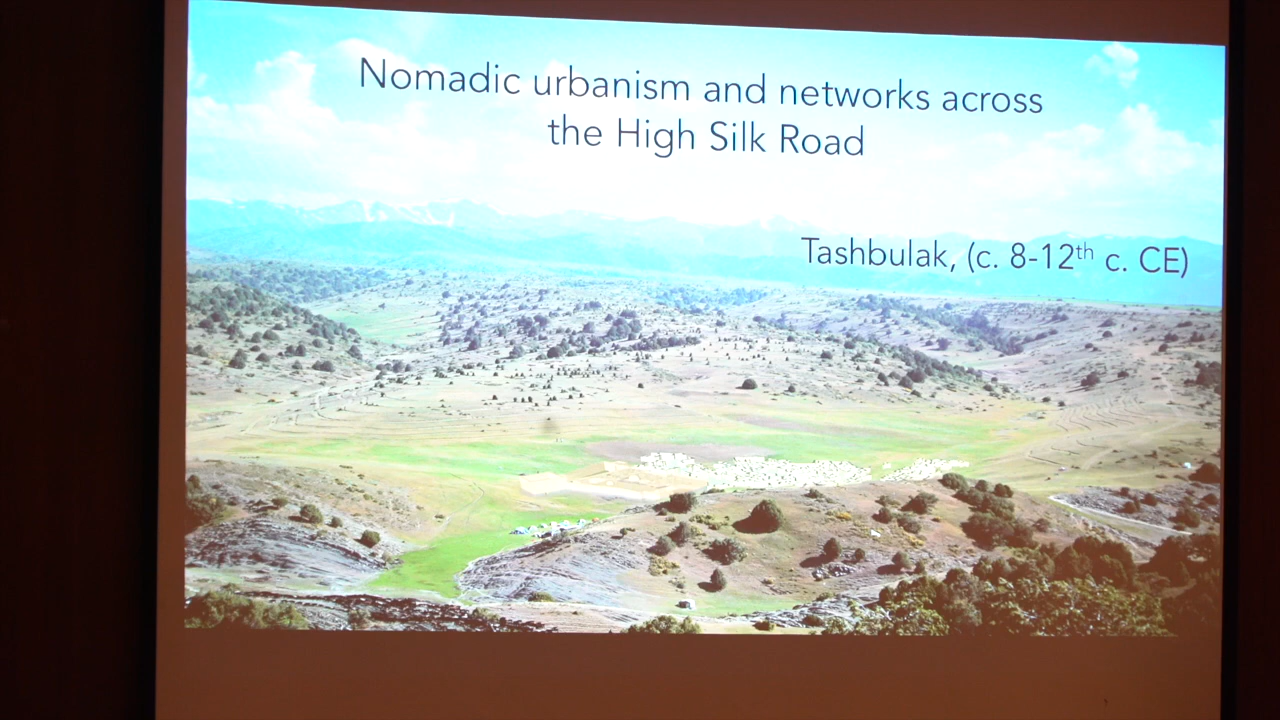 Nomadic urbanism and networks across
the High Silk Road
Tashbulak, (c. 8-12th c. CE)